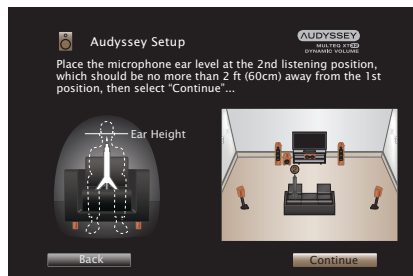 Audyssey Setup
AUDYSSEY
MULTEQ XT32
DYNAMIC VOLUME
Place the microphone ear level at the 2nd listening position,
which should be no more than 2 ft (60cm) away from the 1st
position, then select “Continue”...
Ear Height
Back
Continue